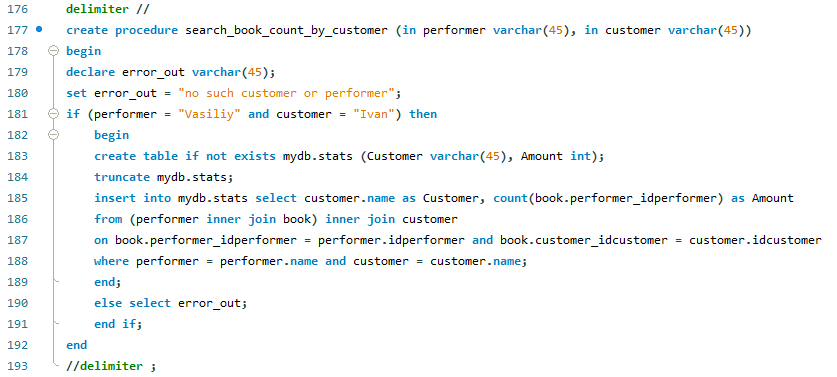 176 delimiter //
177 create procedure search_book_count_by_customer (in performer varchar(45), in customer varchar(45))
178 begin
179 declare error_out varchar(45);
180 set error_out = "no such customer or performer";
181 if (performer = "Vasiliy" and customer = "Ivan") then
182 begin
183 create table if not exists mydb.stats (Customer varchar(45), Amount int);
184 truncate mydb.stats;
185 insert into mydb.stats select customer.name as Customer, count(book.performer_idperformer) as Amount
186 from (performer inner join book) inner join customer
187 on book.performer_idperformer = performer.idperformer and book.customer_idcustomer = customer.idcustomer
188 where performer = performer.name and customer = customer.name;
189 end;
190 else select error_out;
191 end if;
192 end
193 //delimiter ;